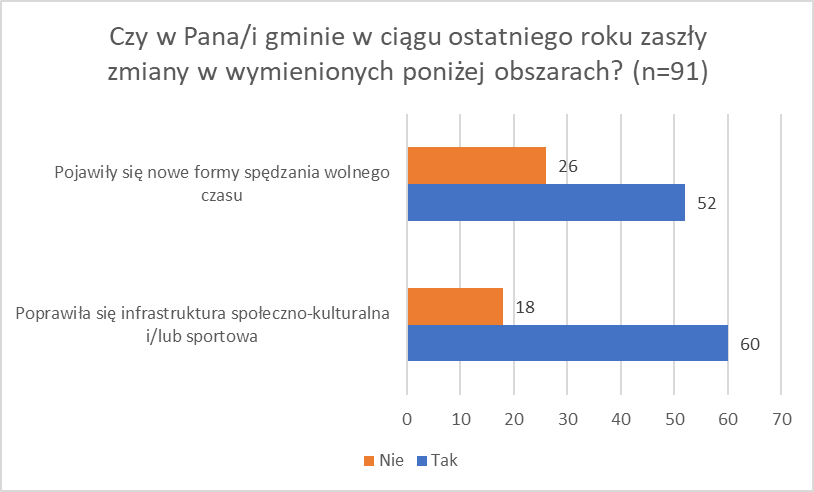 Czy w Pana/i gminie w ciągu ostatniego roku zaszły
zmiany w wymienionych poniżej obszarach? (n=91)
Pojawiły się nowe formy spędzania wolnego
czasu
26
52
Poprawiła się infrastruktura społeczno-kulturalna
i/lub sportowa
18
60
0 10 20 30 40 50 60 70
Nie Tak